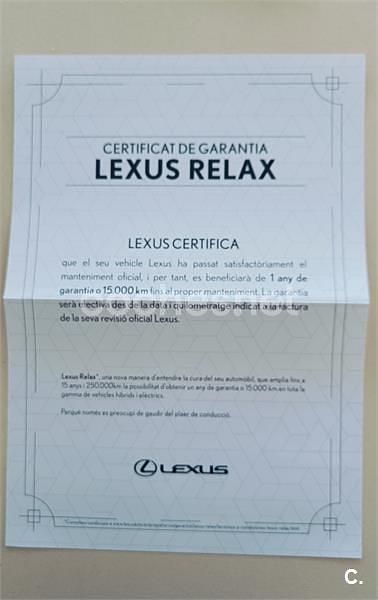 CERTIFICAT DE GARANTIA
LEXUS RELAX
LEXUS CERTIFICA
que el seu vehicle Lexus ha passat satisfactòriament el
manteniment oficial, i per tant, es beneficiarà de 1 any de
garantia o 15.000 km fins al proper manteniment. La garantia
serà efectiva des de la data i quilometratge indicat a la factura
de la seva revisió oficial Lexus.
Lexus Relax*, una nova manera d'entendre la cura del seu automòbil, que amplia fins a
15 anys i 250.000km la possibilitat d'obtenir un any de garantia o 15.000 km en tota la
gamma de vehicles híbrids i elèctrics.
Perquè només es preocupi de gaudir del plaer de conducció.
LEXUS
C.